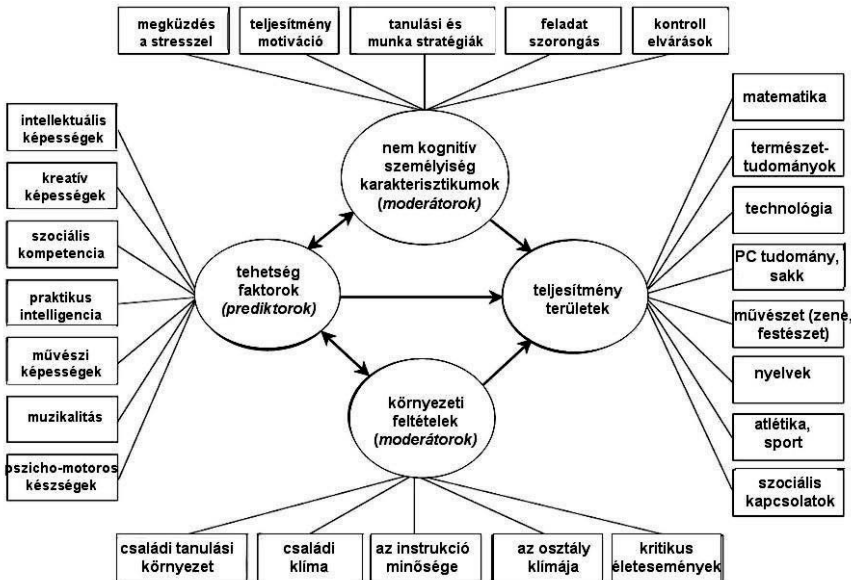 megküzdés
a stresszel
teljesítmény
motiváció
tanulási és
munka stratégiák
feladat
szorongás
kontroll
elvárások
intellektuális
képességek
kreatív
képességek
szociális
kompetencia
praktikus
intelligencia
művészi
képességek
muzikalitás
pszicho-motoros
készségek
nem kognitív
személyiség
karakterisztikumok
(moderátorok)
tehetség
faktorok
(prediktorok)
teljesítmény
területek
környezeti
feltételek
(moderátorok)
matematika
természet-
tudományok
technológia
PC tudomány,
sakk
művészet (zene,
festészet)
nyelvek
atlétika,
sport
szociális
kapcsolatok
családi tanulási
környezet
családi
klíma
az instrukció
minősége
az osztály
klímája
kritikus
életesemények